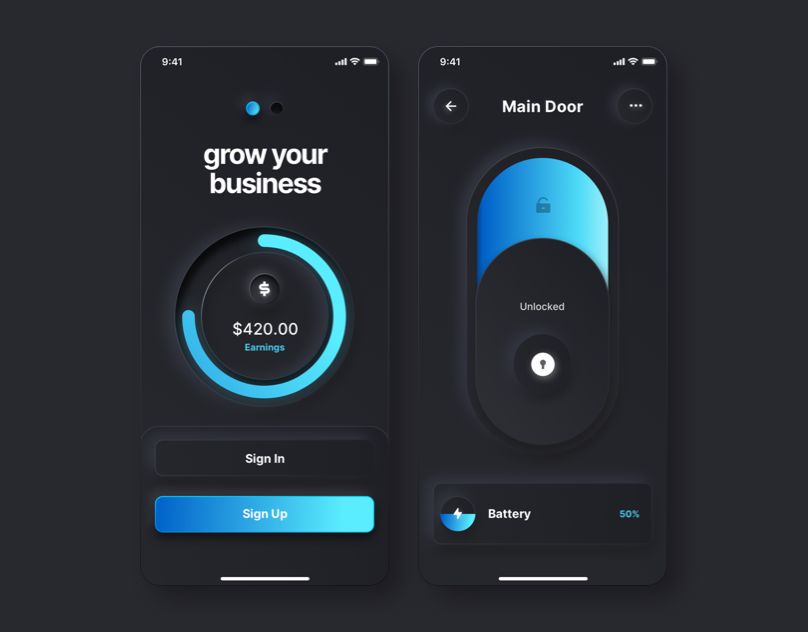 9:41
grow your
business
$
$420.00
Earnings
Sign In
Sign Up
9:41
Main Door
Unlocked
Battery
50%